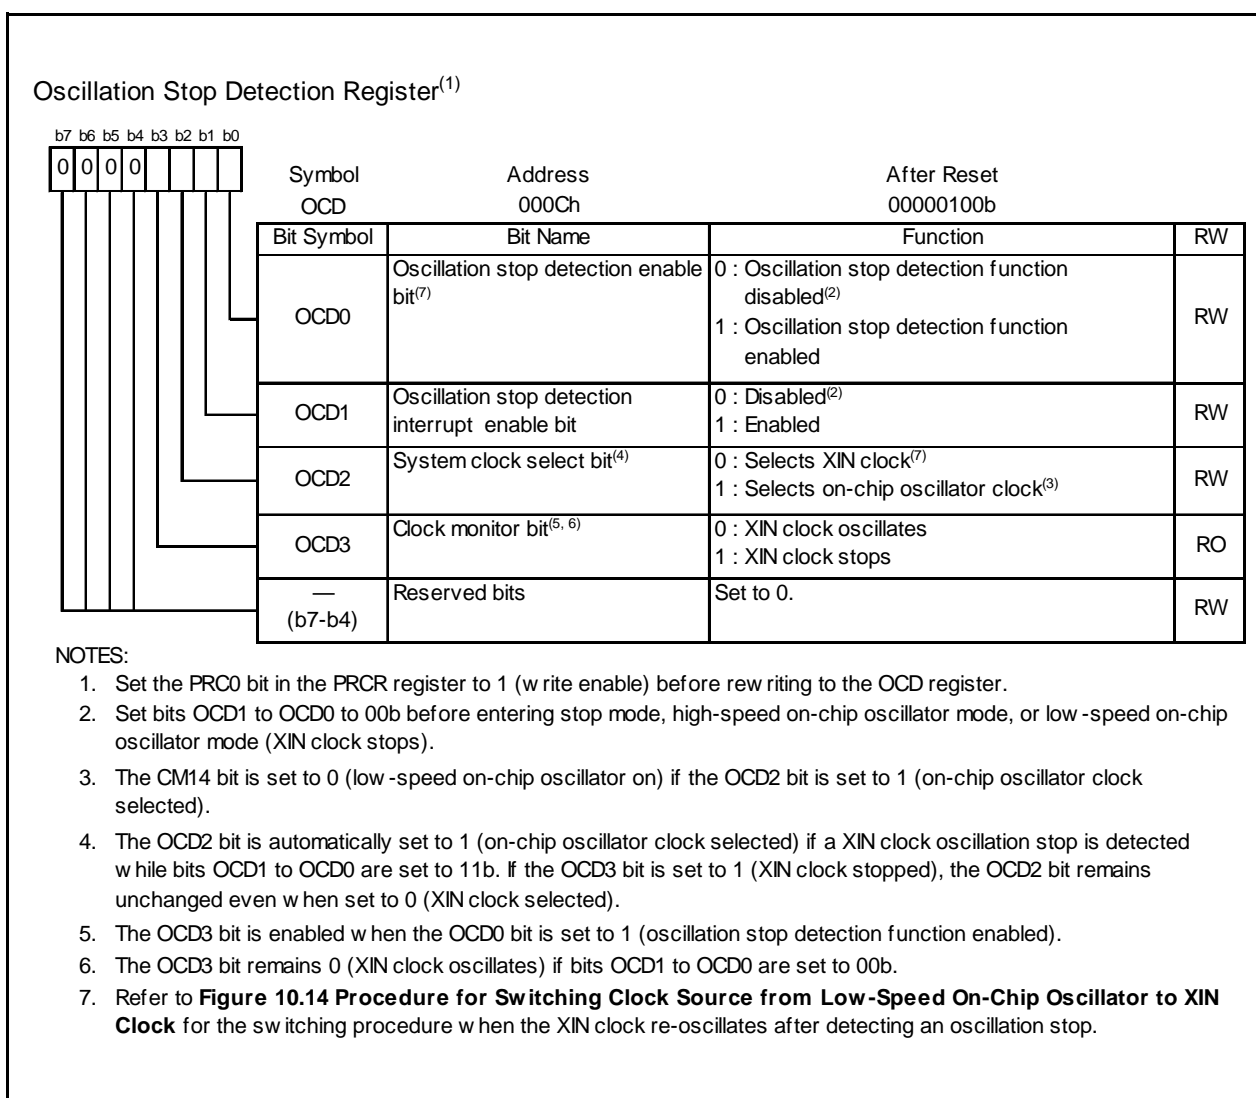 Oscillation Stop Detection Register(1)
b7 b6 b5 b4 b3 b2 b1 b0
0 0 0 0
Symbol Address After Reset
OCD 000Ch 00000100b
Bit Symbol Bit Name Function RW
OCD0 Oscillation stop detection enable bit(7) 0 : Oscillation stop detection function disabled(2) RW
1 : Oscillation stop detection function enabled
OCD1 Oscillation stop detection interrupt enable bit 0 : Disabled(2) RW
1 : Enabled
OCD2 System clock select bit(4) 0 : Selects XIN clock(7) RW
1 : Selects on-chip oscillator clock(3)
OCD3 Clock monitor bit(5, 6) 0 : XIN clock oscillates RO
1 : XIN clock stops
— (b7-b4) Reserved bits Set to 0. RW
NOTES:
1. Set the PRC0 bit in the PRCR register to 1 (write enable) before rewriting to the OCD register.
2. Set bits OCD1 to OCD0 to 00b before entering stop mode, high-speed on-chip oscillator mode, or low-speed on-chip
oscillator mode (XIN clock stops).
3. The CM14 bit is set to 0 (low-speed on-chip oscillator on) if the OCD2 bit is set to 1 (on-chip oscillator clock
selected).
4. The OCD2 bit is automatically set to 1 (on-chip oscillator clock selected) if a XIN clock oscillation stop is detected
while bits OCD1 to OCD0 are set to 11b. If the OCD3 bit is set to 1 (XIN clock stopped), the OCD2 bit remains
unchanged even when set to 0 (XIN clock selected).
5. The OCD3 bit is enabled when the OCD0 bit is set to 1 (oscillation stop detection function enabled).
6. The OCD3 bit remains 0 (XIN clock oscillates) if bits OCD1 to OCD0 are set to 00b.
7. Refer to Figure 10.14 Procedure for Switching Clock Source from Low-Speed On-Chip Oscillator to XIN
Clock for the switching procedure when the XIN clock re-oscillates after detecting an oscillation stop.